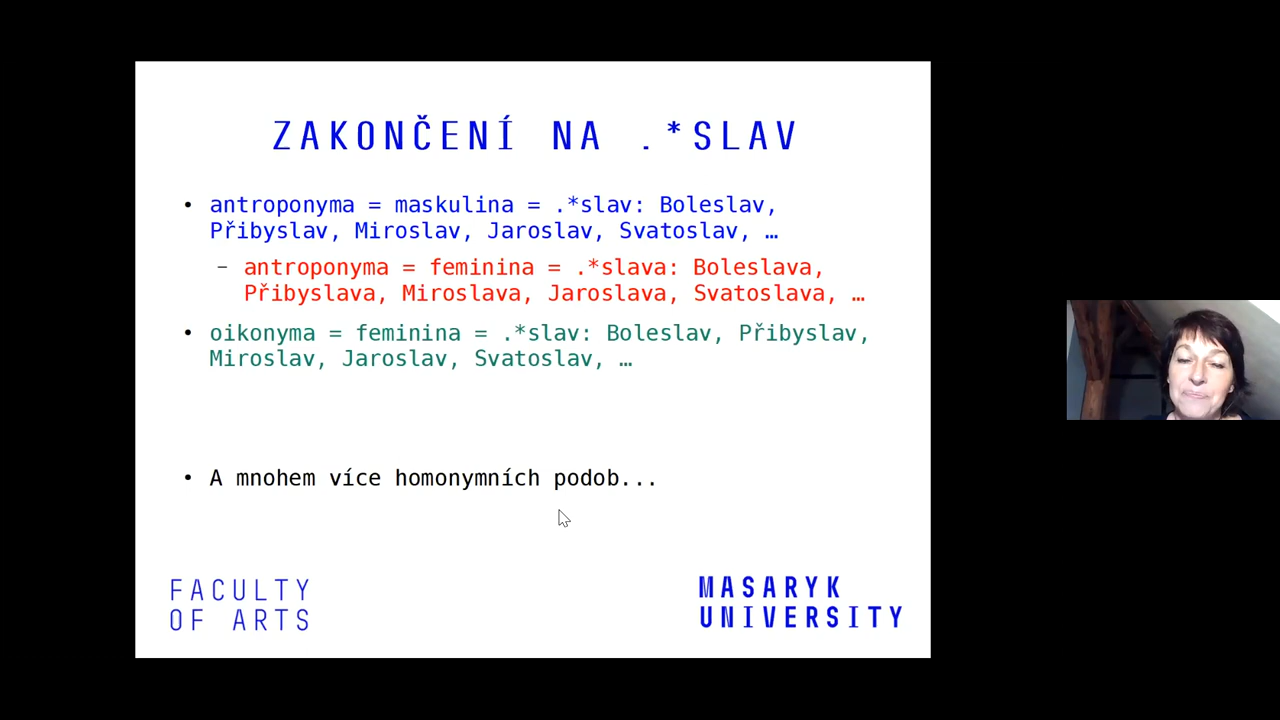 ZAKONČENÍ NA .*SLAV
• antroponyma = maskulina = .*slav: Boleslav,
Přibyslav, Miroslav, Jaroslav, Svatoslav, …
– antroponyma = feminina = .*slava: Boleslava,
Přibyslava, Miroslava, Jaroslava, Svatoslava, …
• oikonyma = feminina = .*slav: Boleslav, Přibyslav,
Miroslav, Jaroslav, Svatoslav, …
• A mnohem více homonymních podob...
FACULTY
OF ARTS
MASARYK
UNIVERSITY